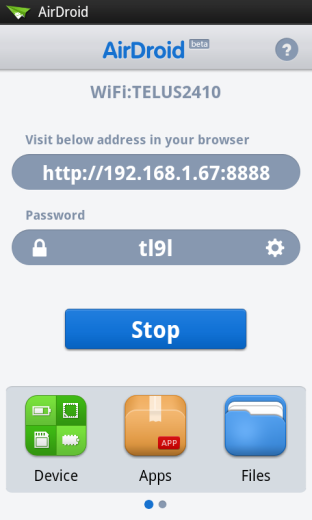 AirDroid
AirDroid beta
?
WiFi:TELUS2410
Visit below address in your browser
http://192.168.1.67:8888
Password
tl9l
Stop
APP
Device Apps Files